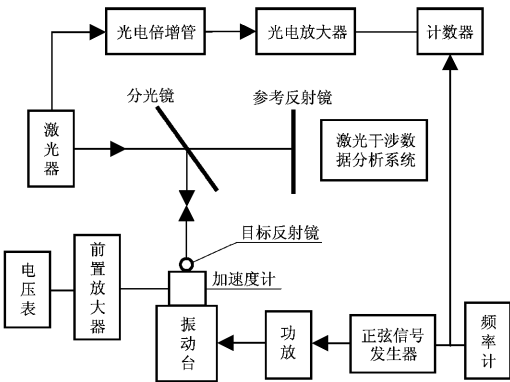 光电倍增管
光电放大器
计数器
分光镜
参考反射镜
激
光
器
激光干涉数
据分析系统
目标反射镜
加速度计
电
压
表
前
置
放
大
器
振
动
台
功
放
正弦信号
发生器
频
率
计